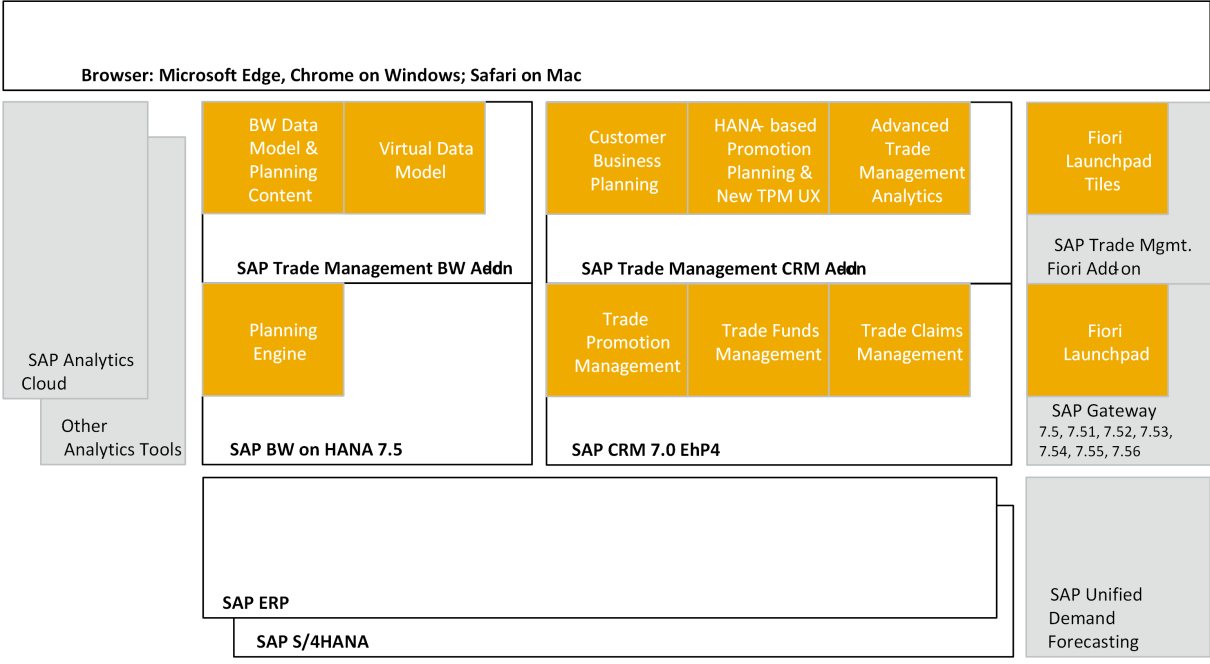 Browser: Microsoft Edge, Chrome on Windows; Safari on Mac
BW Data
Model &
Planning
Content
Virtual Data
Model
SAP Trade Management BW Add-on
Customer
Business
Planning
HANA- based
Promotion
Planning &
New TPM UX
Advanced
Trade
Management
Analytics
SAP Trade Management CRM Add-on
Fiori
Launchpad
Tiles
SAP Trade Mgmt.
Fiori Add-on
SAP Analytics
Cloud
Other
Analytics Tools
Planning
Engine
SAP BW on HANA 7.5
Trade
Promotion
Management
Trade Funds
Management
Trade Claims
Management
SAP CRM 7.0 EhP4
Fiori
Launchpad
SAP Gateway
7.5, 7.51, 7.52, 7.53,
7.54, 7.55, 7.56
SAP ERP
SAP S/4HANA
SAP Unified
Demand
Forecasting